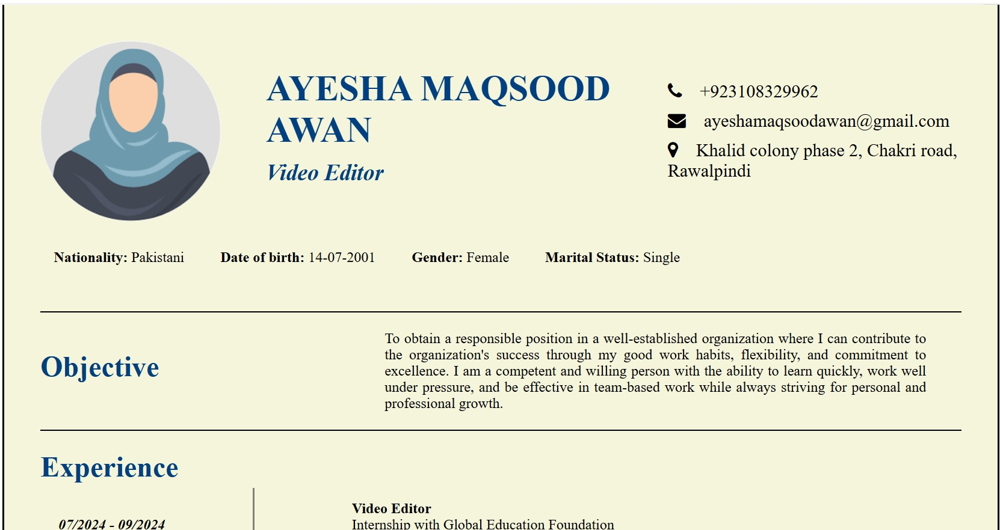 AYESHA MAQSOOD
AWAN
Video Editor
+923108329962
ayeshamaqsoodawan@gmail.com
Khalid colony phase 2, Chakri road,
Rawalpindi
Nationality: Pakistani Date of birth: 14-07-2001 Gender: Female Marital Status: Single
Objective
To obtain a responsible position in a well-established organization where I can contribute to
the organization's success through my good work habits, flexibility, and commitment to
excellence. I am a competent and willing person with the ability to learn quickly, work well
under pressure, and be effective in team-based work while always striving for personal and
professional growth.
Experience
07/2024 - 09/2024
Video Editor
Internship with Global Education Foundation